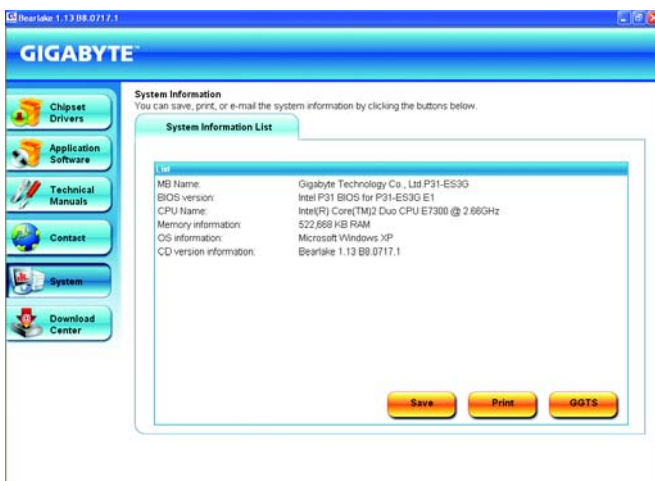 Bearlake 1.13 B8.0717.1
GIGABYTE™
Chipset
Drivers
Application
Software
Technical
Manuals
Contact
System
Download
Center
System Information
You can save, print, or e-mail the system information by clicking the buttons below.
System Information List
List
MB Name: Gigabyte Technology Co., Ltd.P31-ES3G
BIOS version: Intel P31 BIOS for P31-ES3G E1
CPU Name: Intel(R) Core(TM)2 Duo CPU E7300 @ 2.66GHz
Memory information: 522,668 KB RAM
OS information: Microsoft Windows XP
CD version information: Bearlake 1.13 B8.0717.1
Save Print GGTS